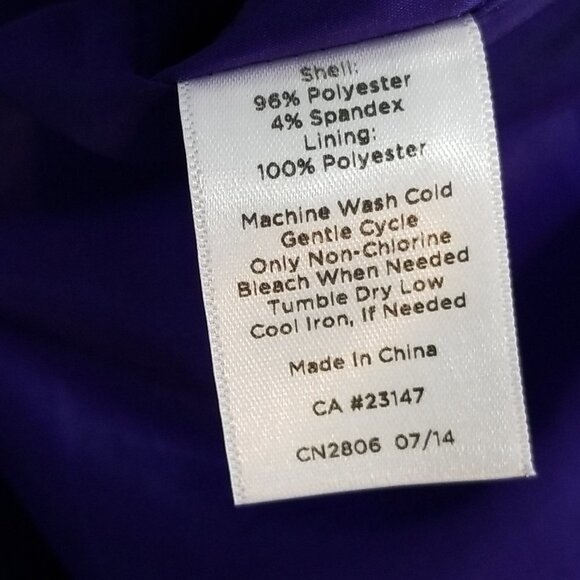 Shell:
96% Polyester
4% Spandex
Lining:
100% Polyester
Machine Wash Cold
Gentle Cycle
Only Non-Chlorine
Bleach When Needed
Tumble Dry Low
Cool Iron, If Needed
Made In China
CA #23147
CN2806 07/14